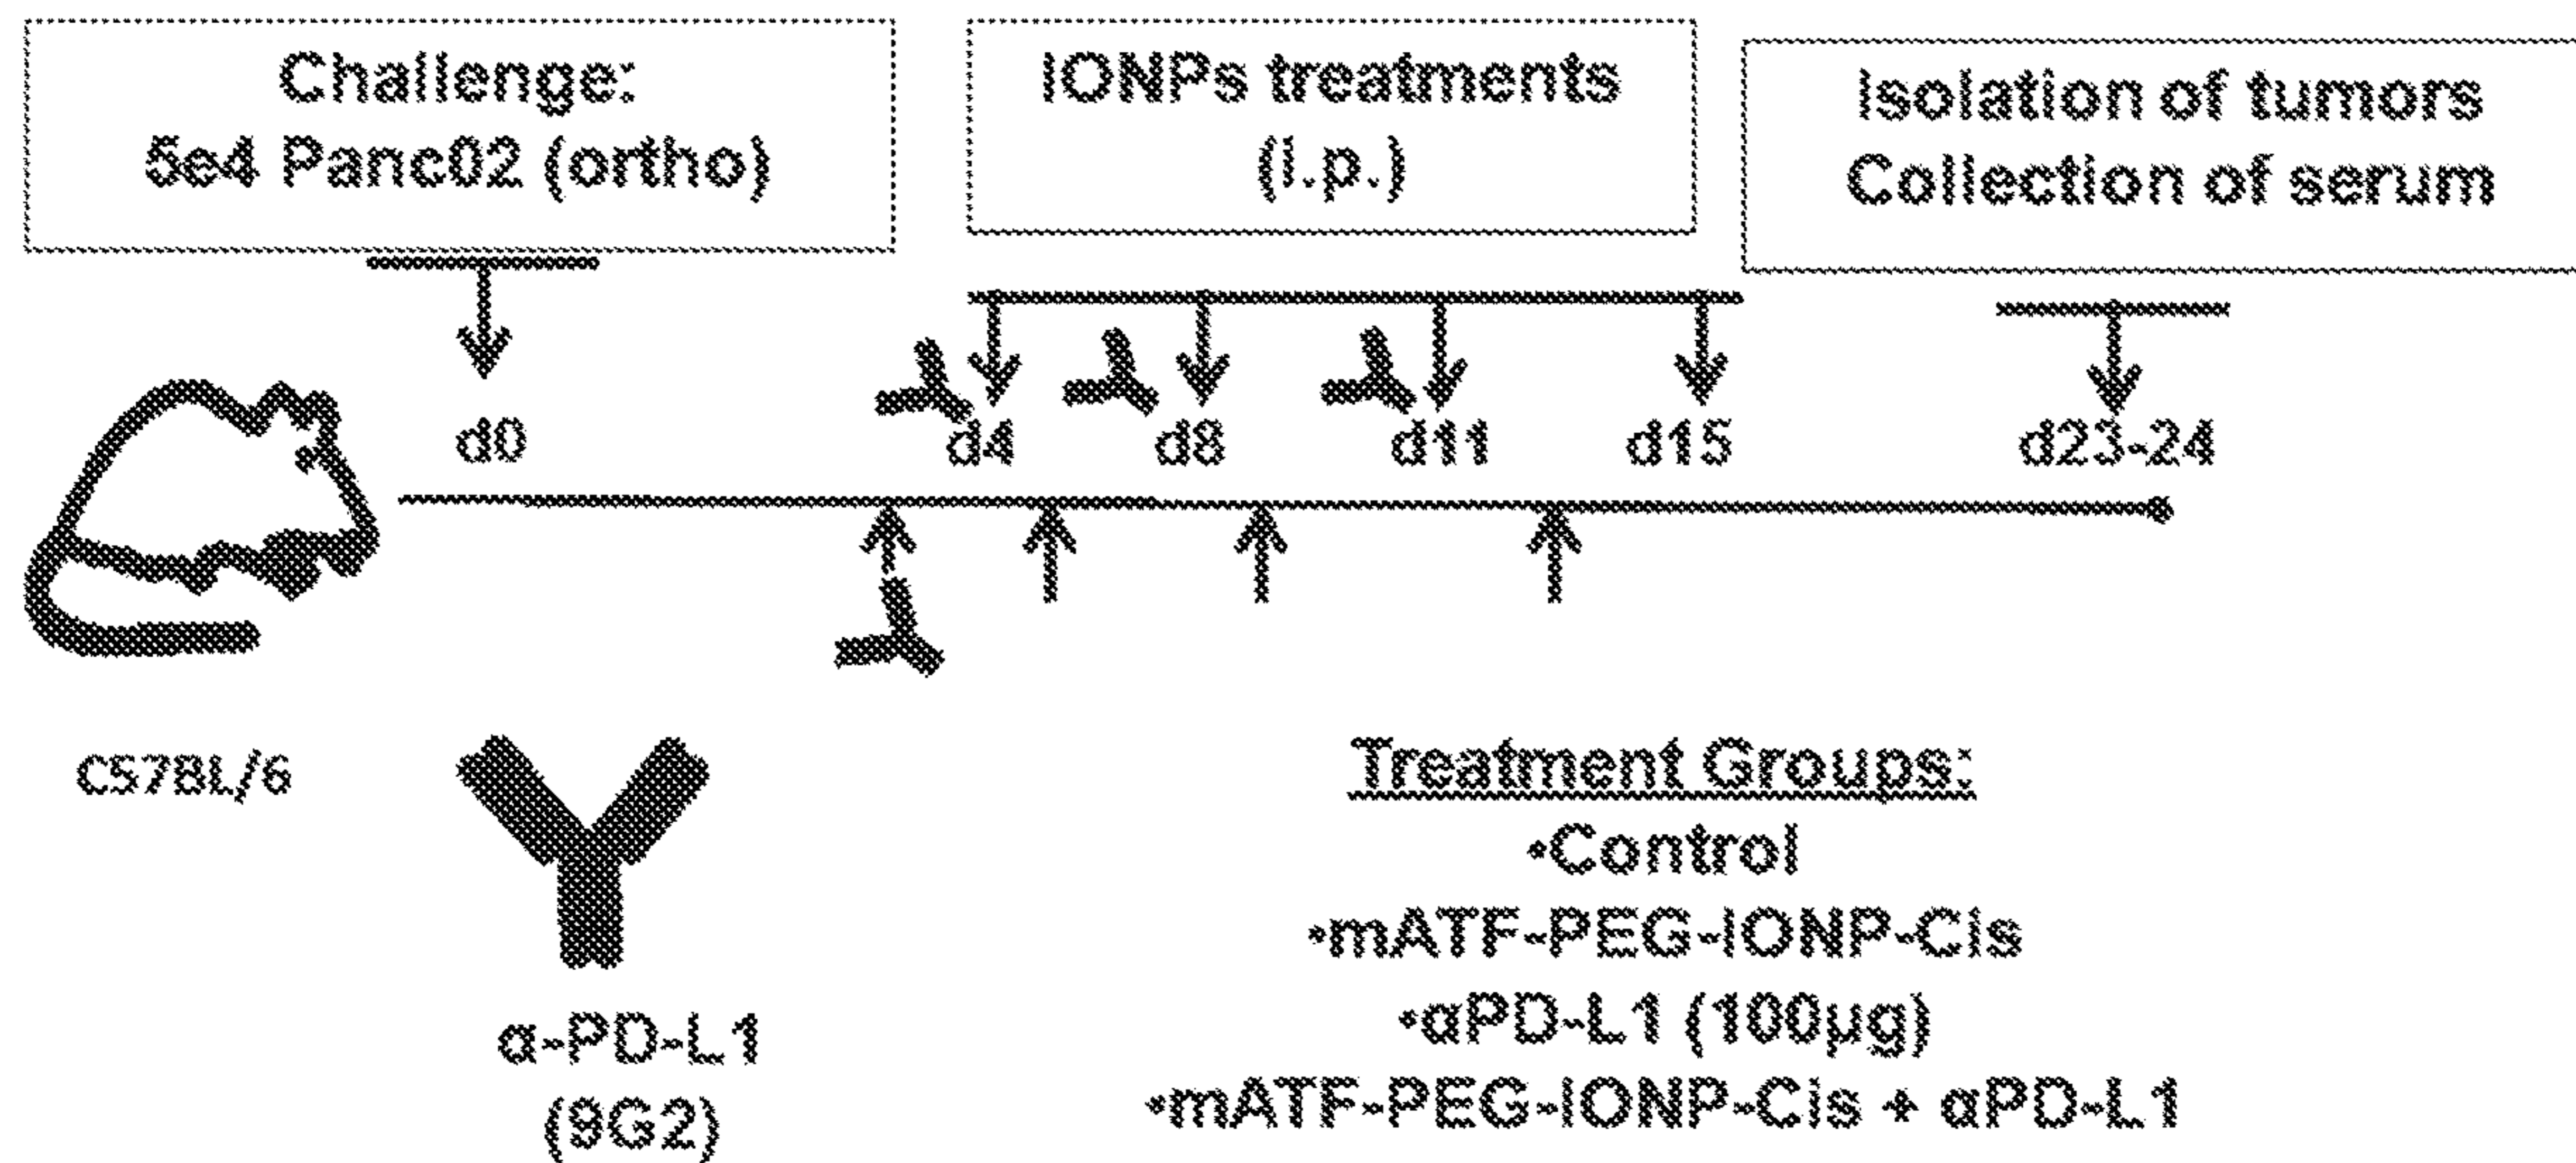 Challenge:
5e4 Panc02 (ortho)
IONPs treatments
(i.p.)
Isolation of tumors
Collection of serum
d0
d4
d8
d11
d15
d23-24
C57BL/6
α-PD-L1
(9G2)
Treatment Groups:
•Control
•mATF-PEG-IONP-Cis
•αPD-L1 (100µg)
•mATF-PEG-IONP-Cis + αPD-L1